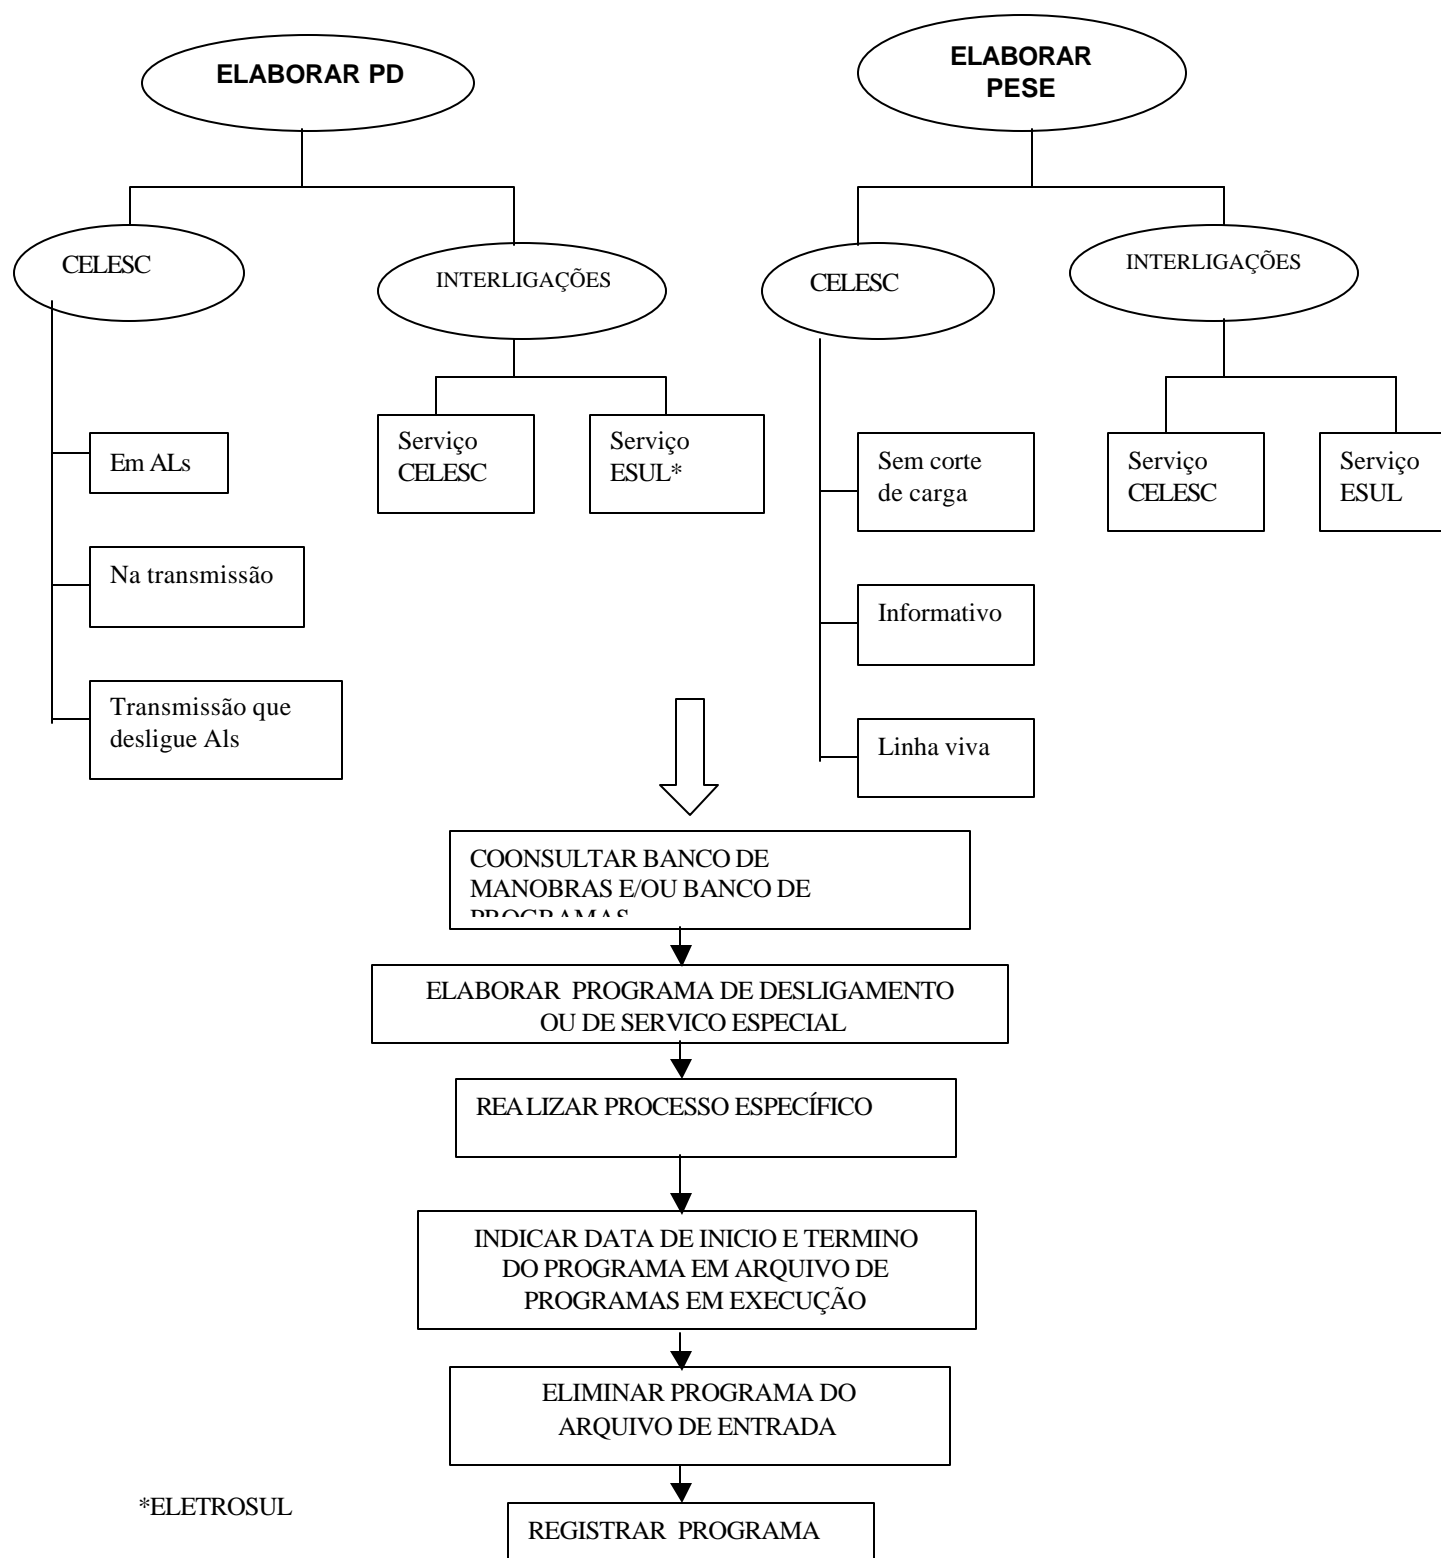 ELABORAR PD
ELABORAR
PESE
CELESC
INTERLIGAÇÕES
CELESC
INTERLIGAÇÕES
Em ALs
Na transmissão
Transmissão que
desligue Als
Serviço
CELESC
Serviço
ESUL*
Sem corte
de carga
Informativo
Linha viva
Serviço
CELESC
Serviço
ESUL
COONSULTAR BANCO DE
MANOBRAS E/OU BANCO DE
PROGRAMAS
ELABORAR PROGRAMA DE DESLIGAMENTO
OU DE SERVICO ESPECIAL
REALIZAR PROCESSO ESPECÍFICO
INDICAR DATA DE INICIO E TERMINO
DO PROGRAMA EM ARQUIVO DE
PROGRAMAS EM EXECUÇÃO
ELIMINAR PROGRAMA DO
ARQUIVO DE ENTRADA
*ELETROSUL
REGISTRAR PROGRAMA